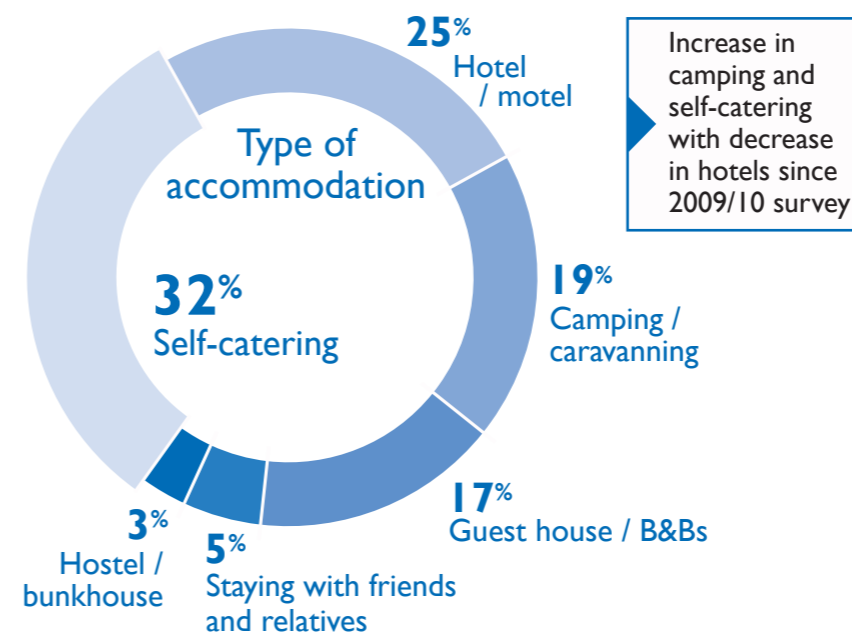 25%
Hotel
/ motel
Increase in
camping and
self-catering
with decrease
in hotels since
2009/10 survey
Type of
accommodation
32%
Self-catering
19%
Camping /
caravanning
17%
Guest house / B&Bs
5%
Staying with friends
and relatives
3%
Hostel /
bunkhouse